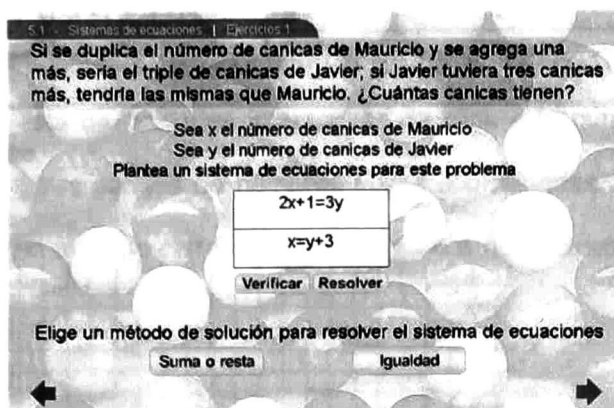 5.1 - Sistemas de ecuaciones | Ejercicios 1
Si se duplica el número de canicas de Mauricio y se agrega una
más, sería el triple de canicas de Javier; si Javier tuviera tres canicas
más, tendría las mismas que Mauricio. ¿Cuántas canicas tienen?
Sea x el número de canicas de Mauricio
Sea y el número de canicas de Javier
Plantea un sistema de ecuaciones para este problema
2x+1=3y
x=y+3
Verificar Resolver
Elige un método de solución para resolver el sistema de ecuaciones
Suma o resta Igualdad